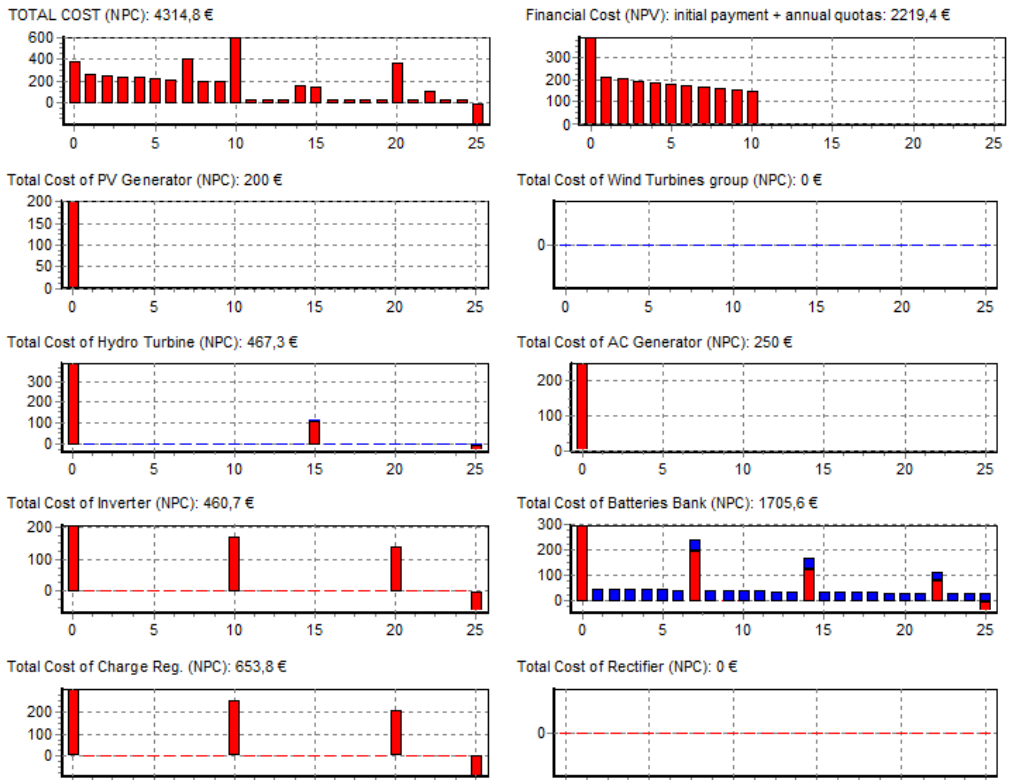 TOTAL COST (NPC): 4314,8 €
600
400
200
0
0 5 10 15 20 25
Financial Cost (NPV): initial payment + annual quotas: 2219,4 €
300
200
100
0
0 5 10 15 20 25
Total Cost of PV Generator (NPC): 200 €
200
150
100
50
0
0 5 10 15 20 25
Total Cost of Wind Turbines group (NPC): 0 €
0
0 5 10 15 20 25
Total Cost of Hydro Turbine (NPC): 467,3 €
300
200
100
0
0 5 10 15 20 25
Total Cost of AC Generator (NPC): 250 €
200
100
0
0 5 10 15 20 25
Total Cost of Inverter (NPC): 460,7 €
200
100
0
0 5 10 15 20 25
Total Cost of Batteries Bank (NPC): 1705,6 €
300
200
100
0
0 5 10 15 20 25
Total Cost of Charge Reg. (NPC): 653,8 €
200
100
0
Total Cost of Rectifier (NPC): 0 €
0